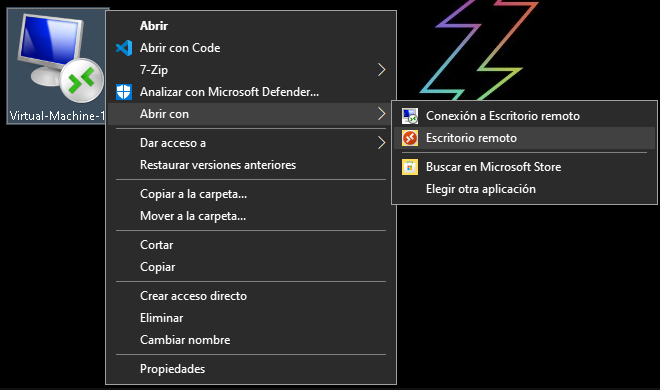 Virtual-Machine-1
Abrir
Abrir con Code
7-Zip
Analizar con Microsoft Defender...
Abrir con
Dar acceso a
Restaurar versiones anteriores
Copiar a la carpeta...
Mover a la carpeta...
Cortar
Copiar
Crear acceso directo
Eliminar
Cambiar nombre
Propiedades
Conexión a Escritorio remoto
Escritorio remoto
Buscar en Microsoft Store
Elegir otra aplicación